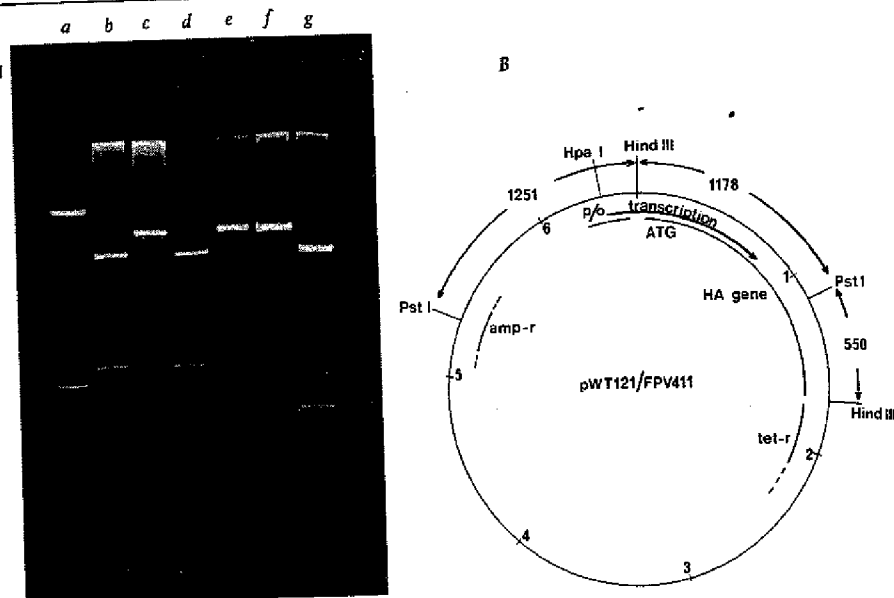 a b c d e f g
B
Hpa I
Hind III
1251
1178
p/o
transcription
ATG
6
1
Pst I
Pst I
HA gene
amp-r
550
5
pWT121/FPV411
Hind III
tet-r
2
4
3